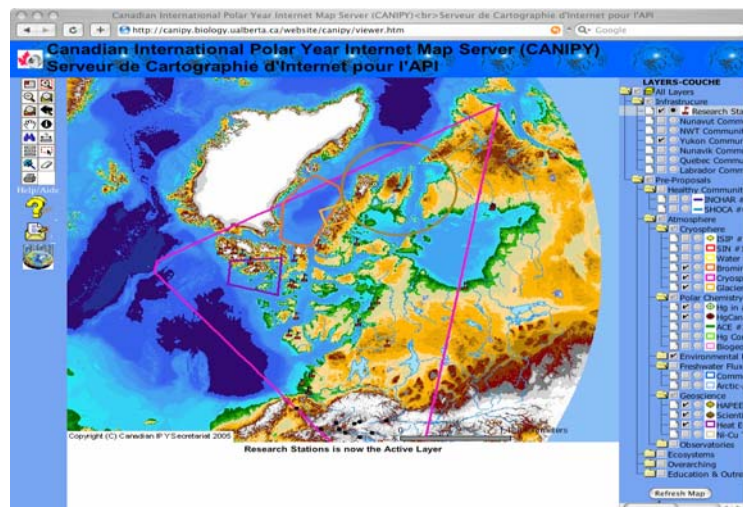 Canadian International Polar Year Internet Map Server (CANIPY)<br>Serveur de Cartographie d'Internet pour l'API
http://canipy.biology.ualberta.ca/website/canipy/viewer.htm
Google
Canadian International Polar Year Internet Map Server (CANIPY)
Serveur de Cartographie d'Internet pour l'API
LAYERS-COUCHE
All Layers
Infrastrucure
Research Sta
Nunavut Comm
NWT Communit
Yukon Commun
Nunavik Commu
Quebec Commu
Labrador Comm
Pre-Proposals
Healthy Communit
INCHAR #
SHOCA #
Atmosphere
Cryosphere
ISIP #
SIN #
Water
Bromin
Cryosp
Glacie
Polar Chemistry
Hg in
HgCan
ACE #
Hg Co
Biogeo
Environmental
Freshwater Flux
Comm
Arctic-
Geoscience
HAPEE
Scienti
Heat E
Ni-Cu
Observatories
Ecosystems
Overarching
Education & Outre
Refresh Map
Help/Aide
Copyright (C) Canadian IPY Secretariat 2005
Research Stations is now the Active Layer